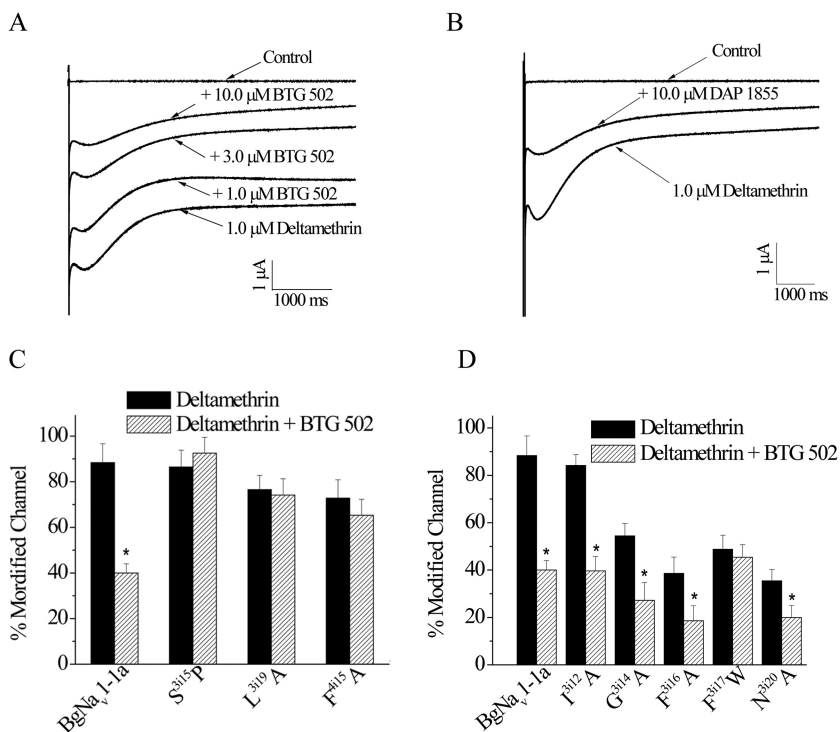 A
Control
+ 10.0 µM BTG 502
+ 3.0 µM BTG 502
+ 1.0 µM BTG 502
1.0 µM Deltamethrin
1 µA
1000 ms
B
Control
+ 10.0 µM DAP 1855
1.0 µM Deltamethrin
1 µA
1000 ms
C
Deltamethrin
Deltamethrin + BTG 502
% Mordified Channel
100
80
60
40
20
0
*
BgNaᵥ1-1a
S³ⁱ¹⁵P
L³ⁱ¹⁹A
F⁴ⁱ¹⁵A
D
Deltamethrin
Deltamethrin + BTG 502
% Modified Channel
100
80
60
40
20
0
* * * * *
BgNaᵥ1-1a
I³ⁱ¹²A
G³ⁱ¹⁴A
F³ⁱ¹⁶A
F³ⁱ¹⁷W
N³ⁱ²⁰A